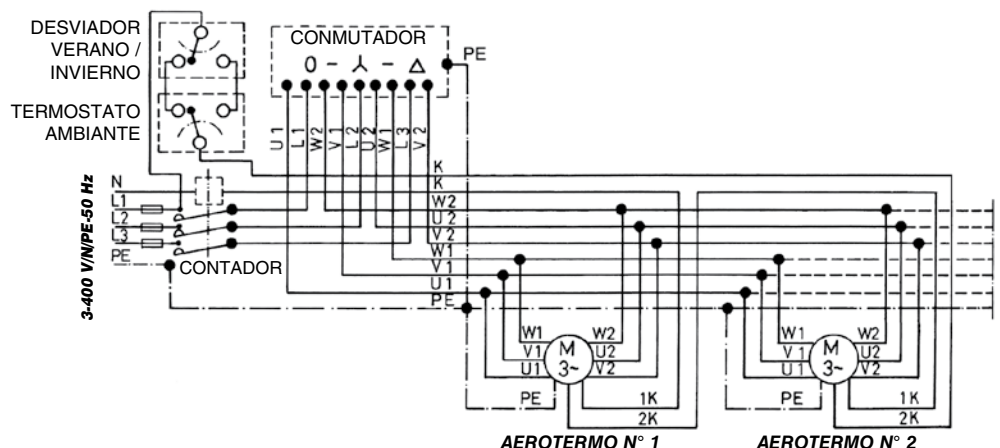 DESVIADOR
VERANO /
INVIERNO
TERMOSTATO
AMBIANTE
CONMUTADOR
0 - ⅄ - Δ
PE
U1 L1 W2 V1 L2 U2 W1 L3 V2
3-400 V/N/PE-50 Hz
N
L1
L2
L3
PE
CONTADOR
K
K
W2
U2
V2
W1
V1
U1
PE
W1 W2
V1 U2
U1 V2
M
3~
PE 1K
2K
AEROTERMO N° 1
W1 W2
V1 U2
U1 V2
M
3~
PE 1K
2K
AEROTERMO N° 2